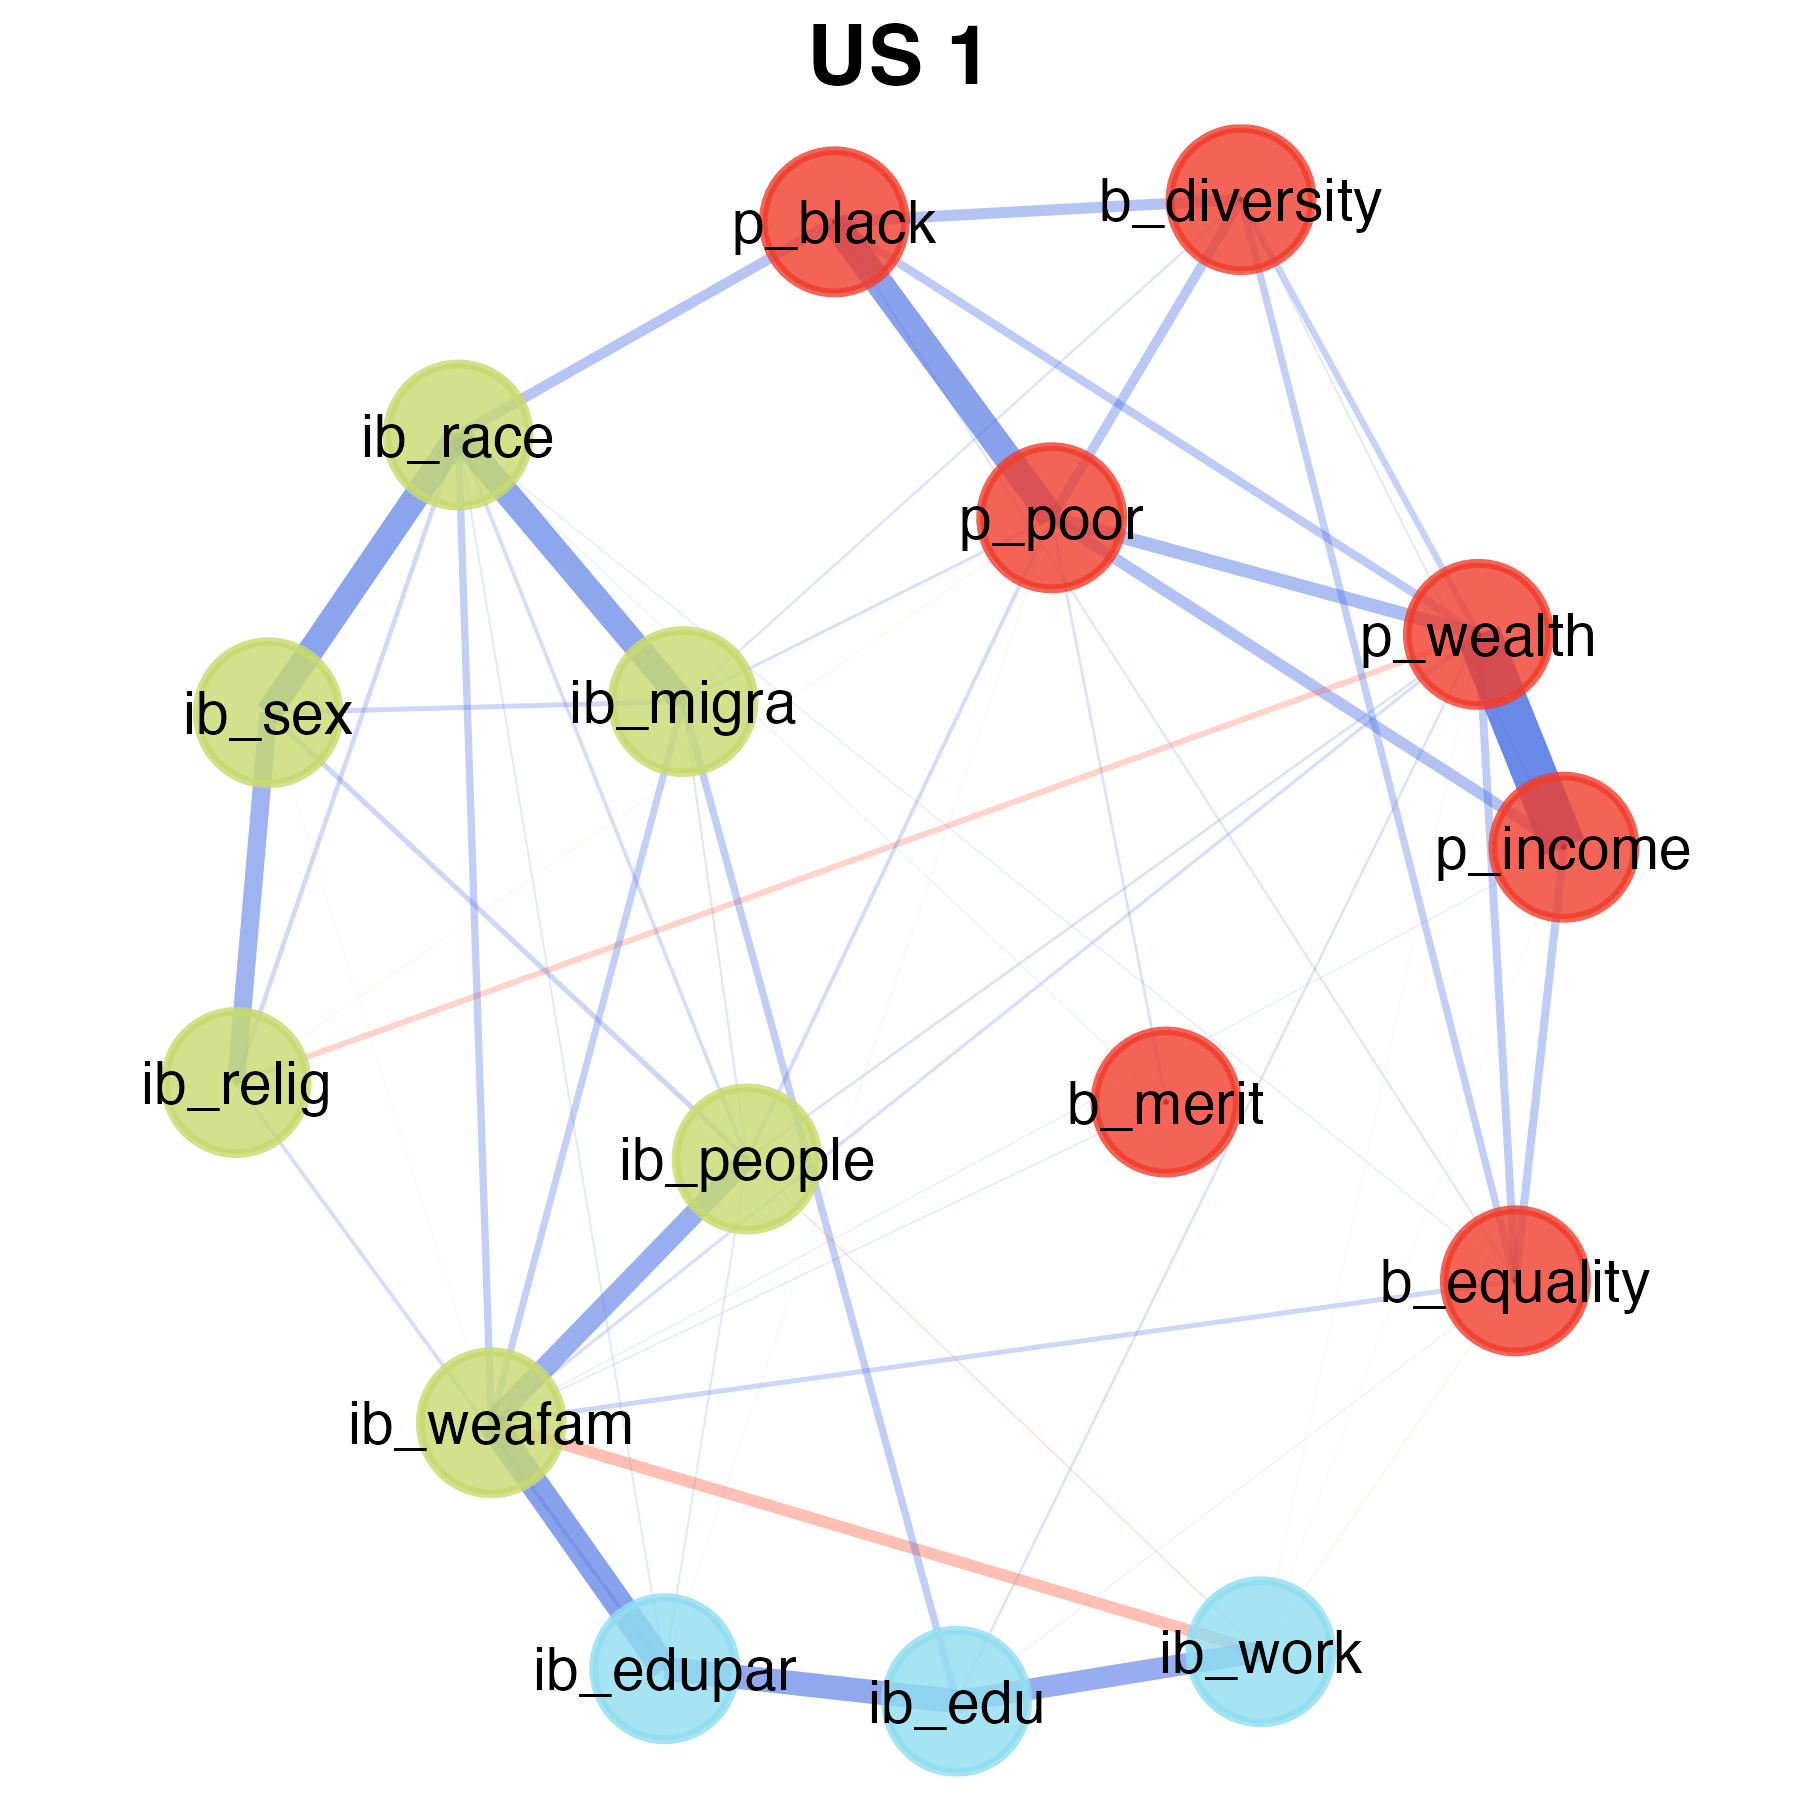 US 1
b_diversity
p_black
ib_race
p_poor
p_wealth
ib_migra
ib_sex
p_income
ib_relig
b_merit
ib_people
b_equality
ib_weafam
ib_work
ib_edupar
ib_edu